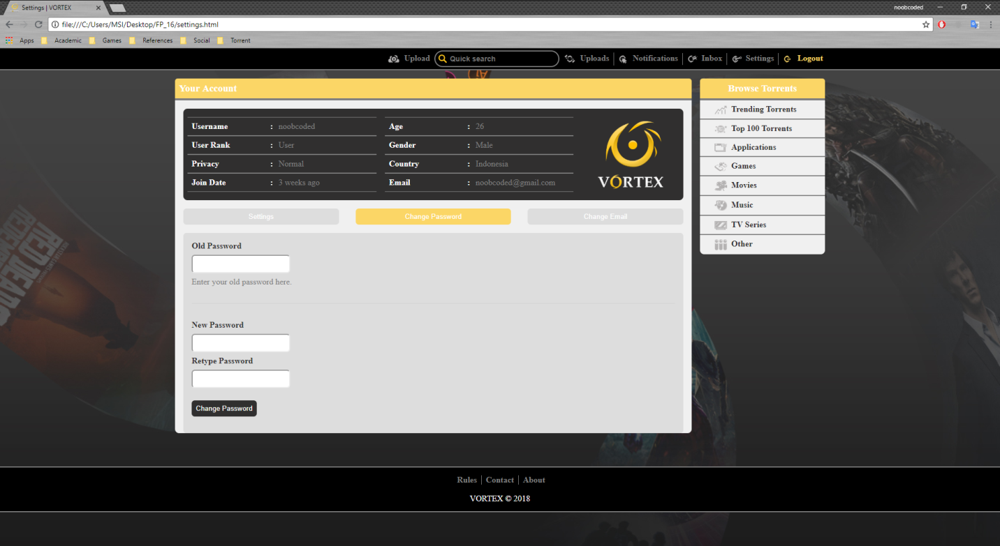 Settings | VORTEX
noobcoded
file:///C:/Users/MSI/Desktop/FP_16/settings.html
Apps Academic Games References Social Torrent
Upload Quick search Uploads Notifications Inbox Settings Logout
Your Account
Username : noobcoded
User Rank : User
Privacy : Normal
Join Date : 3 weeks ago
Age : 26
Gender : Male
Country : Indonesia
Email : noobcoded@gmail.com
VORTEX
Settings Change Password Change Email
Old Password
Enter your old password here.
New Password
Retype Password
Change Password
Browse Torrents
Trending Torrents
Top 100 Torrents
Applications
Games
Movies
Music
TV Series
Other
RED DEAD
Rules Contact About
VORTEX © 2018